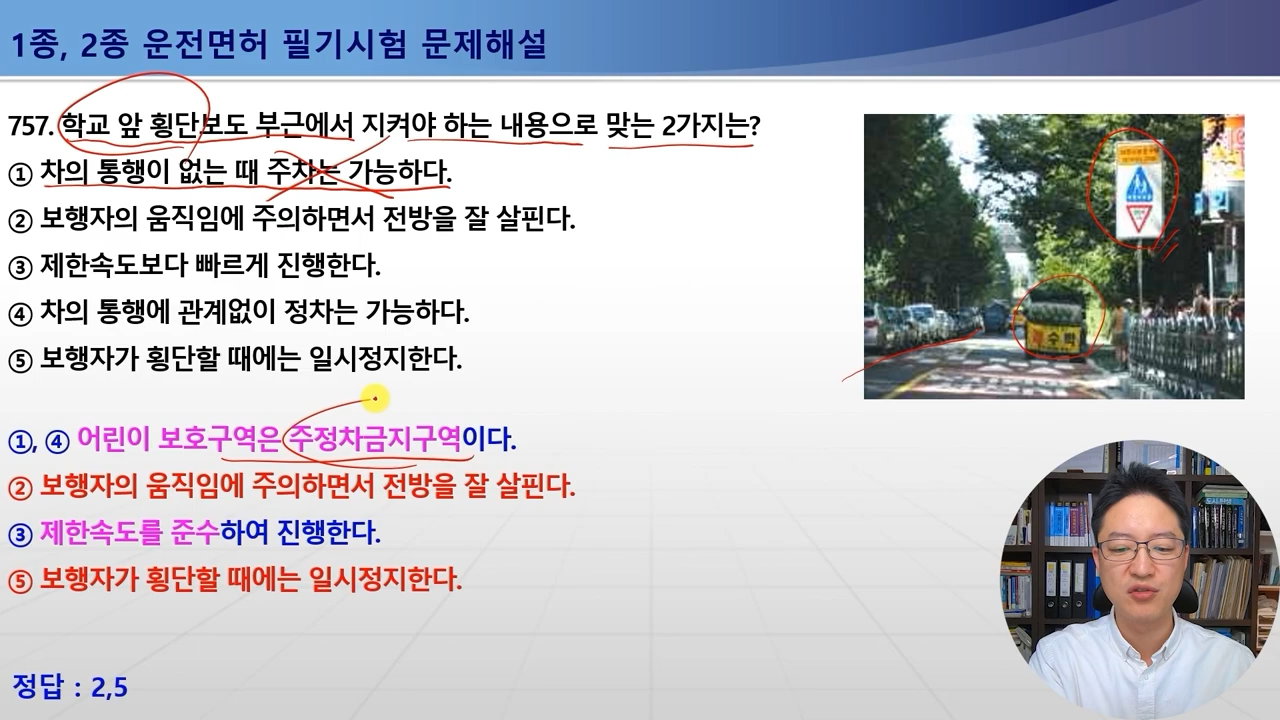 1종, 2종 운전면허 필기시험 문제해설
757. 학교 앞 횡단보도 부근에서 지켜야 하는 내용으로 맞는 2가지는?
① 차의 통행이 없는 때 주차는 가능하다.
② 보행자의 움직임에 주의하면서 전방을 잘 살핀다.
③ 제한속도보다 빠르게 진행한다.
④ 차의 통행에 관계없이 정차는 가능하다.
⑤ 보행자가 횡단할 때에는 일시정지한다.
수박
①, ④ 어린이 보호구역은 주정차금지구역이다.
② 보행자의 움직임에 주의하면서 전방을 잘 살핀다.
③ 제한속도를 준수하여 진행한다.
⑤ 보행자가 횡단할 때에는 일시정지한다.
정답 : 2,5